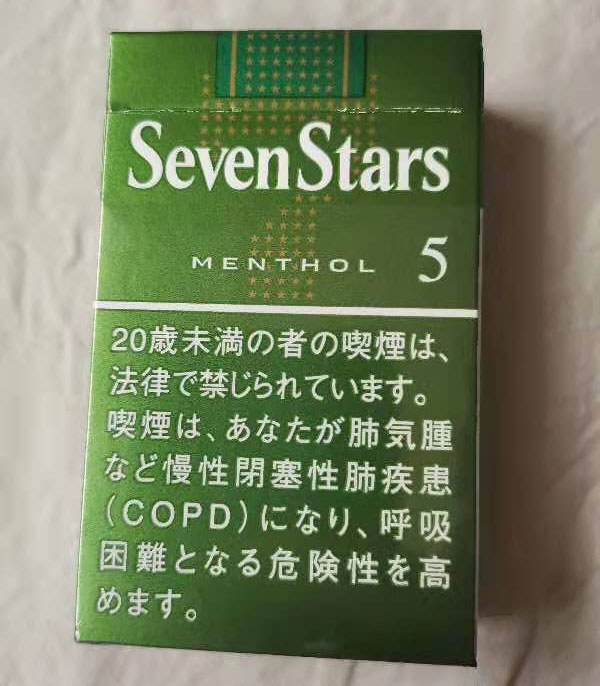 Seven Stars
MENTHOL 5
20歳未満の者の喫煙は、
法律で禁じられています。
喫煙は、あなたが肺気腫
など慢性閉塞性肺疾患
(COPD)になり、呼吸
困難となる危険性を高
めます。